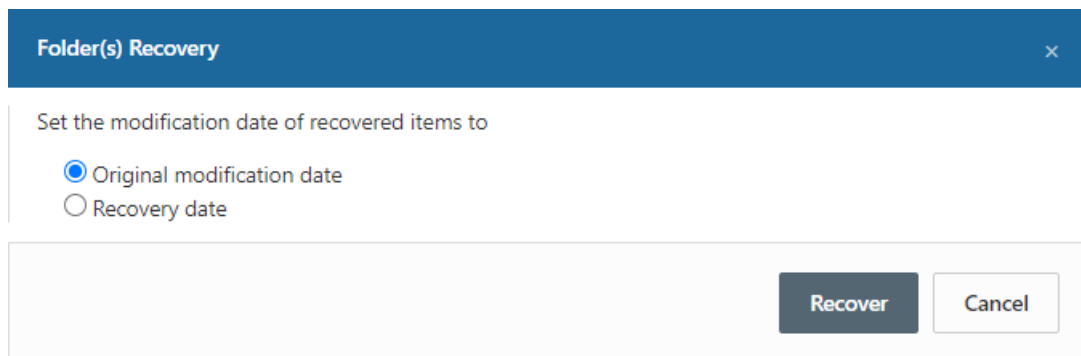 Folder(s) Recovery ×
Set the modification date of recovered items to
Original modification date
Recovery date
Recover Cancel